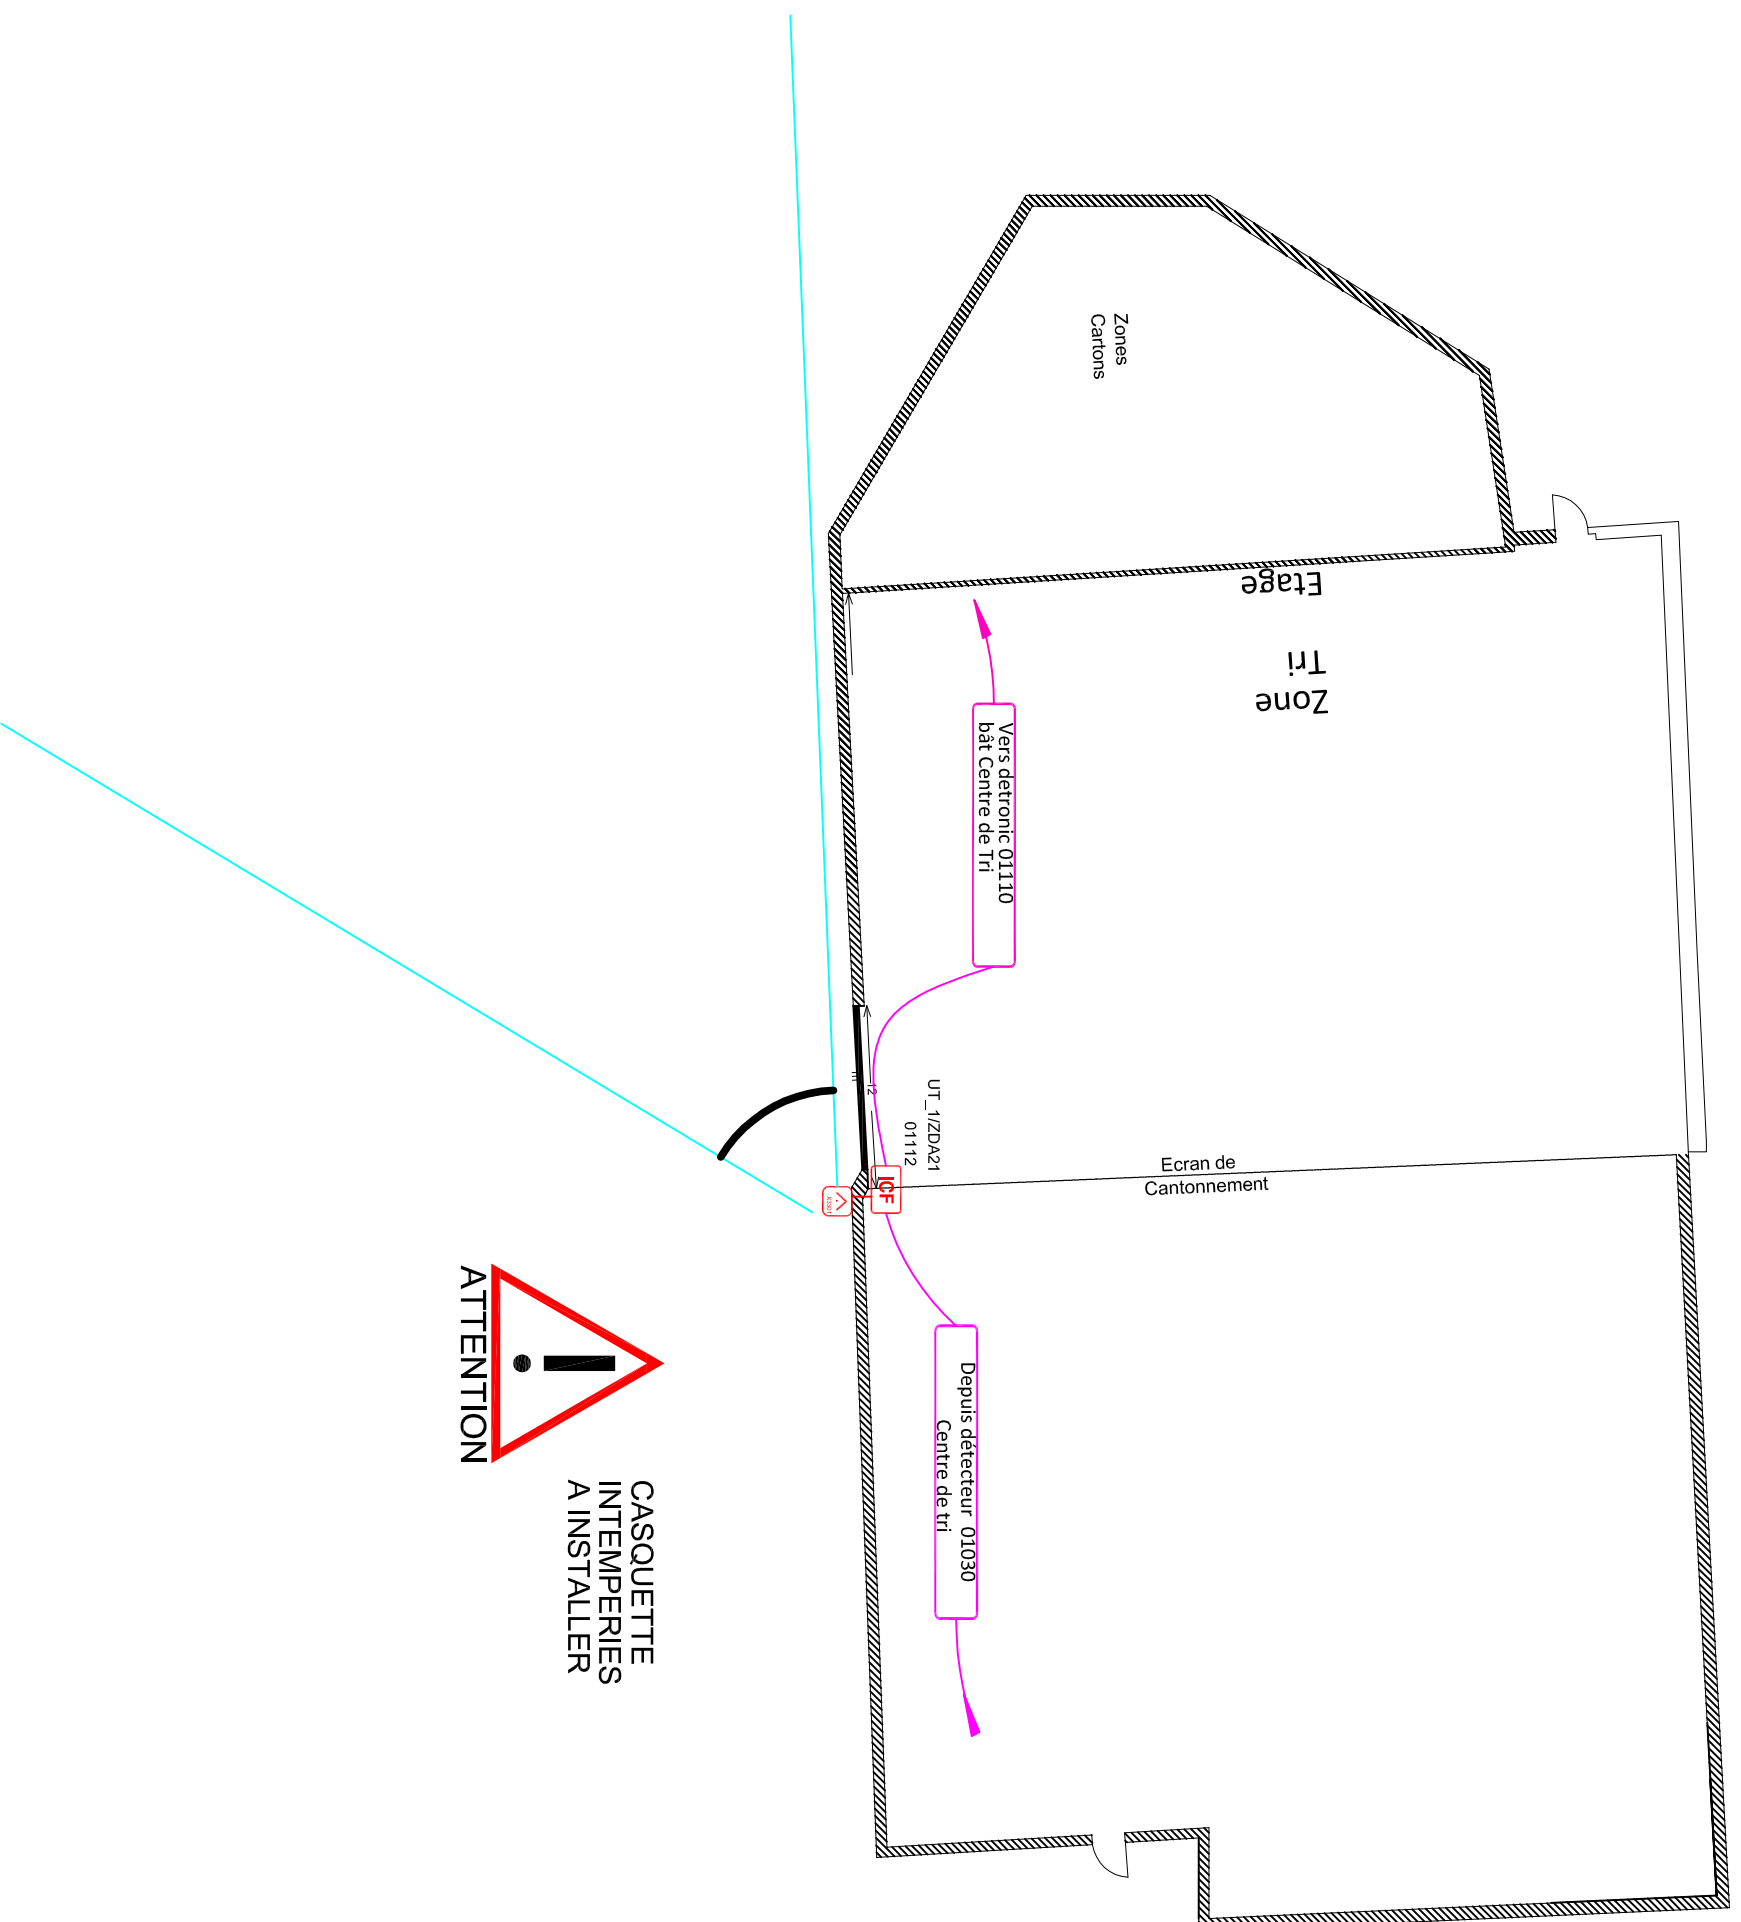 Zones
Cartons
Zone
Tri
Etage
Vers detronic 01110
bât Centre de Tri
UT_1/ZDA21
01112
Ecran de
Cantonnement
ICF
Depuis détecteur 01030
Centre de tri
ATTENTION
CASQUETTE
INTEMPERIES
A INSTALLER